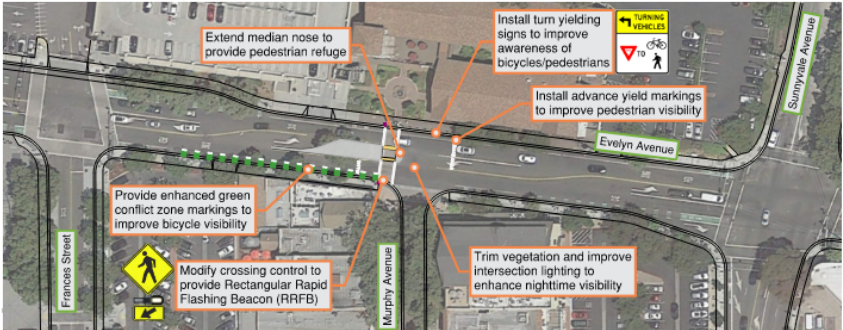 Extend median nose to
provide pedestrian refuge
Install turn yielding
signs to improve
awareness of
bicycles/pedestrians
TURNING
VEHICLES
TO
Sunnyvale Avenue
Install advance yield markings
to improve pedestrian visibility
Evelyn Avenue
Provide enhanced green
conflict zone markings to
improve bicycle visibility
Frances Street
Modify crossing control to
provide Rectangular Rapid
Flashing Beacon (RRFB)
Murphy Avenue
Trim vegetation and improve
intersection lighting to
enhance nighttime visibility